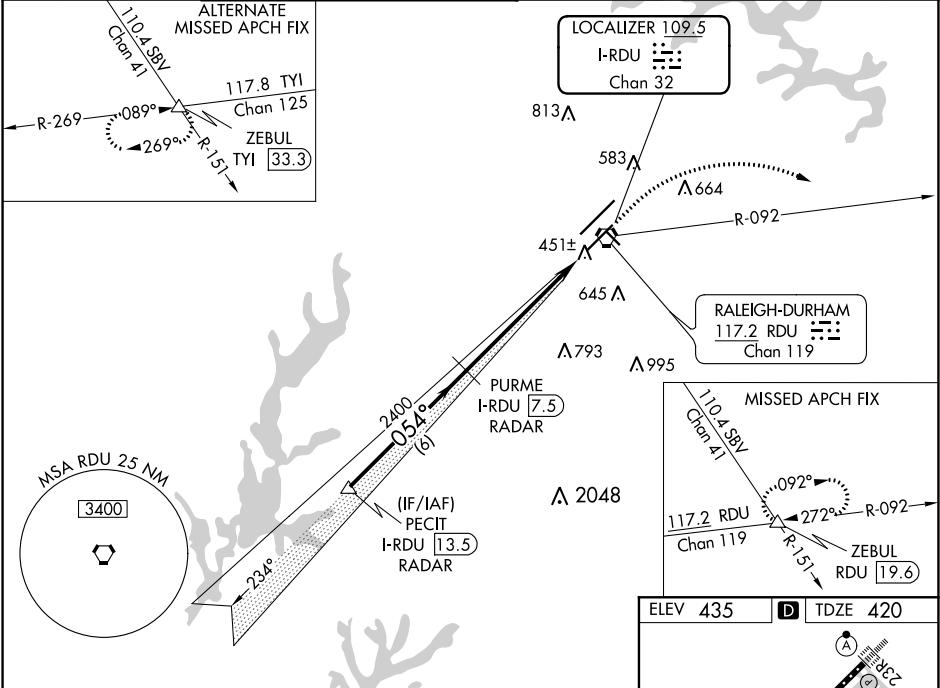 ALTERNATE
MISSED APCH FIX
110.4 SBV
Chan 41
117.8 TYI
Chan 125
R-269
089°
269°
R-151
ZEBUL
TYI 33.3
LOCALIZER 109.5
I-RDU
Chan 32
813
583
664
R-092
451±
645
RALEIGH-DURHAM
117.2 RDU
Chan 119
793
995
PURME
I-RDU 7.5
RADAR
2400
054°
(6)
MSA RDU 25 NM
3400
(IF/IAF)
PECIT
I-RDU 13.5
RADAR
234°
2048
MISSED APCH FIX
110.4 SBV
Chan 41
092°
272°
R-092
117.2 RDU
Chan 119
R-151
ZEBUL
RDU 19.6
ELEV 435 D TDZE 420
A
23R
P